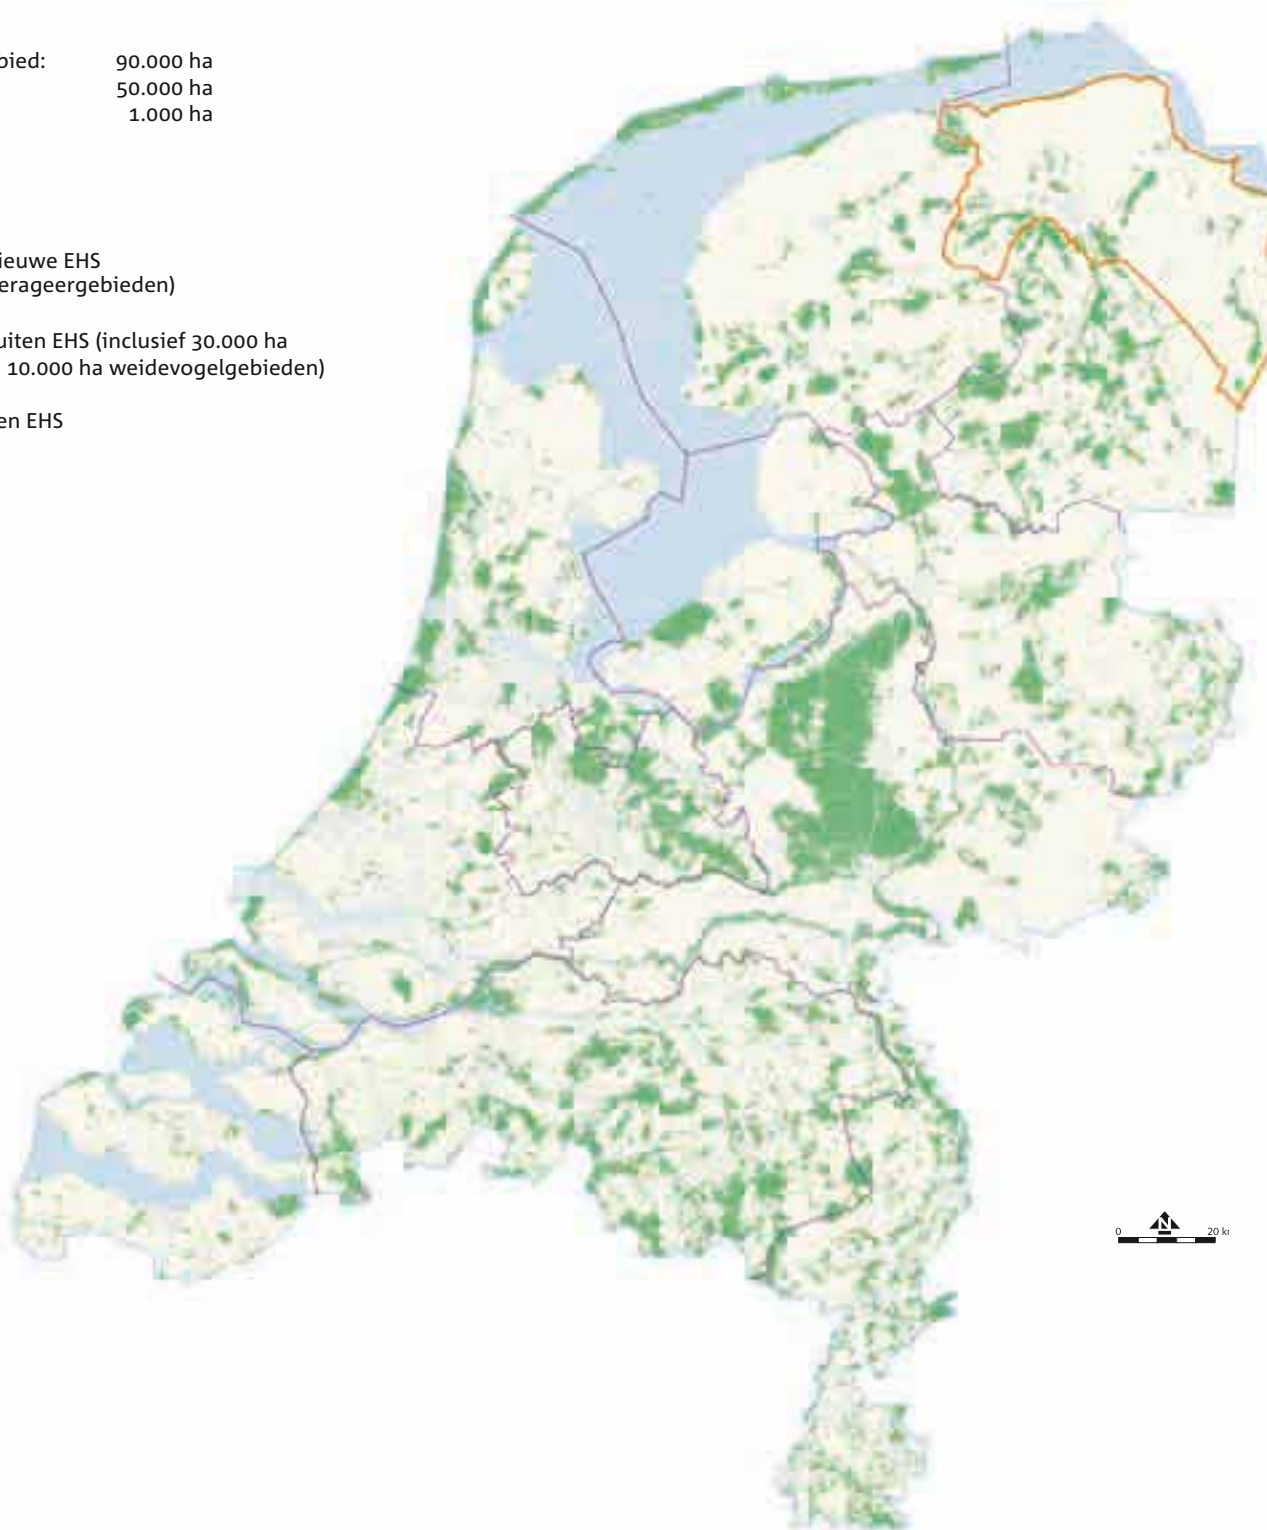 bied: 90.000 ha
50.000 ha
1.000 ha
ieuwe EHS
erageergebieden)
uiten EHS (inclusief 30.000 ha
10.000 ha weidevogelgebieden)
en EHS
N
0 20 k